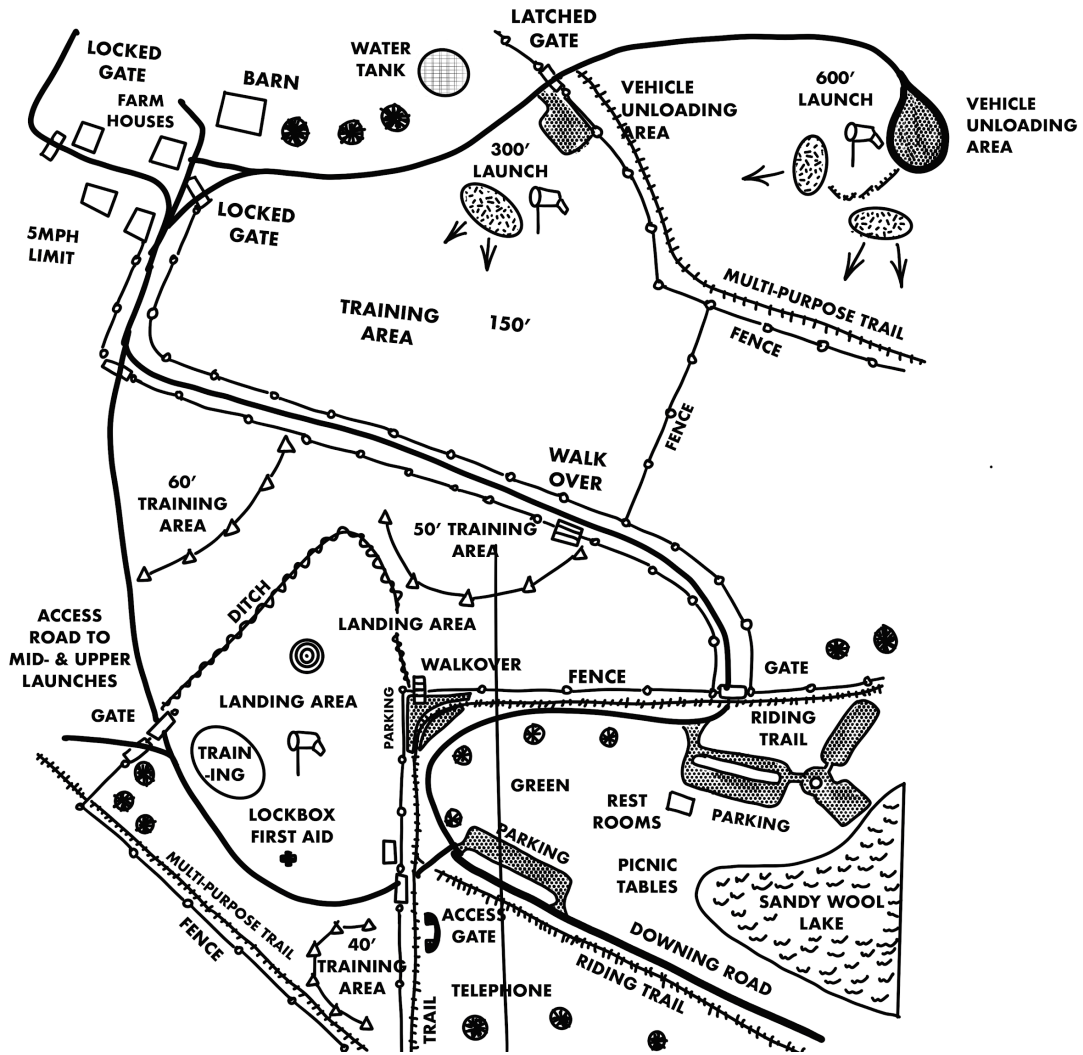 LATCHED
GATE
LOCKED
GATE
WATER
TANK
BARN
FARM
HOUSES
VEHICLE
UNLOADING
AREA
600'
LAUNCH
VEHICLE
UNLOADING
AREA
300'
LAUNCH
LOCKED
GATE
5MPH
LIMIT
TRAINING
AREA
150'
MULTI-PURPOSE TRAIL
FENCE
FENCE
WALK
OVER
60'
TRAINING
AREA
50' TRAINING
AREA
DITCH
ACCESS
ROAD TO
MID- & UPPER
LAUNCHES
LANDING AREA
WALKOVER
FENCE
GATE
LANDING AREA
PARKING
GATE
RIDING
TRAIL
TRAIN
-ING
GREEN
REST
ROOMS
PARKING
LOCKBOX
FIRST AID
PARKING
PICNIC
TABLES
MULTI-PURPOSE TRAIL
SANDY WOOL
LAKE
FENCE
ACCESS
GATE
40'
TRAINING
AREA
DOWNING ROAD
RIDING TRAIL
TELEPHONE
TRAIL